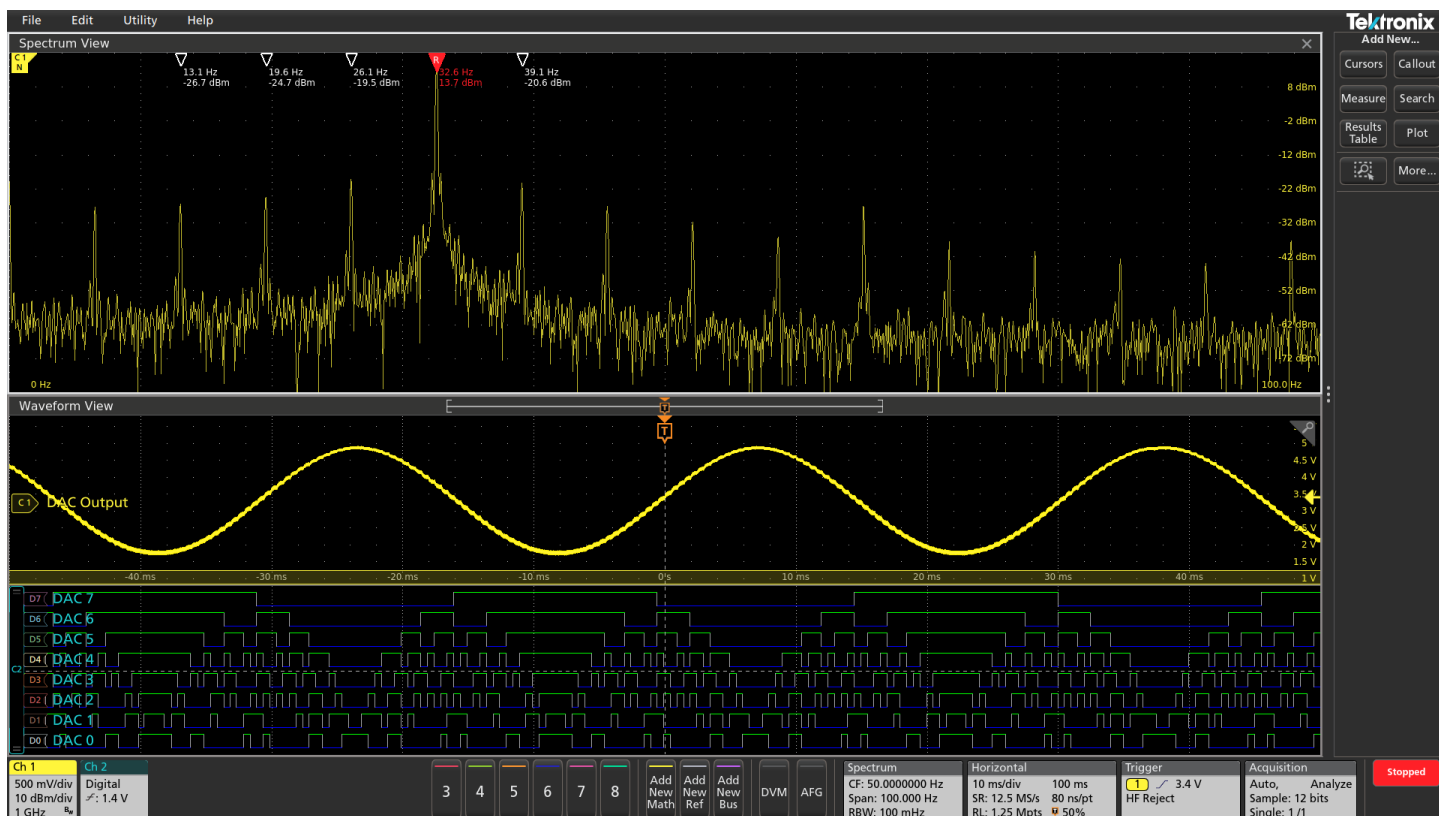 File Edit Utility Help
Tektronix
Add New...
Spectrum View
Cursors Callout
Measure Search
Results Table Plot
More...
C 1
N
13.1 Hz
-26.7 dBm
19.6 Hz
-24.7 dBm
26.1 Hz
-19.5 dBm
R
32.6 Hz
13.7 dBm
39.1 Hz
-20.6 dBm
8 dBm
-2 dBm
-12 dBm
-22 dBm
-32 dBm
-42 dBm
-52 dBm
-62 dBm
-72 dBm
0 Hz
100.0 Hz
Waveform View
T
T
5
4.5 V
4 V
3.5
3 V
2.5 V
2 V
1.5 V
1 V
C 1 DAC Output
-40 ms -30 ms -20 ms -10 ms 0 s 10 ms 20 ms 30 ms 40 ms
C2
D7 DAC 7
D6 DAC 6
D5 DAC 5
D4 DAC 4
D3 DAC 3
D2 DAC 2
D1 DAC 1
D0 DAC 0
Ch 1
500 mV/div
10 dBm/div
1 GHz Bw
Ch 2
Digital
: 1.4 V
3 4 5 6 7 8
Add New Math
Add New Ref
Add New Bus
DVM AFG
Spectrum
CF: 50.0000000 Hz
Span: 100.000 Hz
RBW: 100 mHz
Horizontal
10 ms/div 100 ms
SR: 12.5 MS/s 80 ns/pt
RL: 1.25 Mpts 50%
Trigger
1 3.4 V
HF Reject
Acquisition
Auto, Analyze
Sample: 12 bits
Single: 1 /1
Stopped